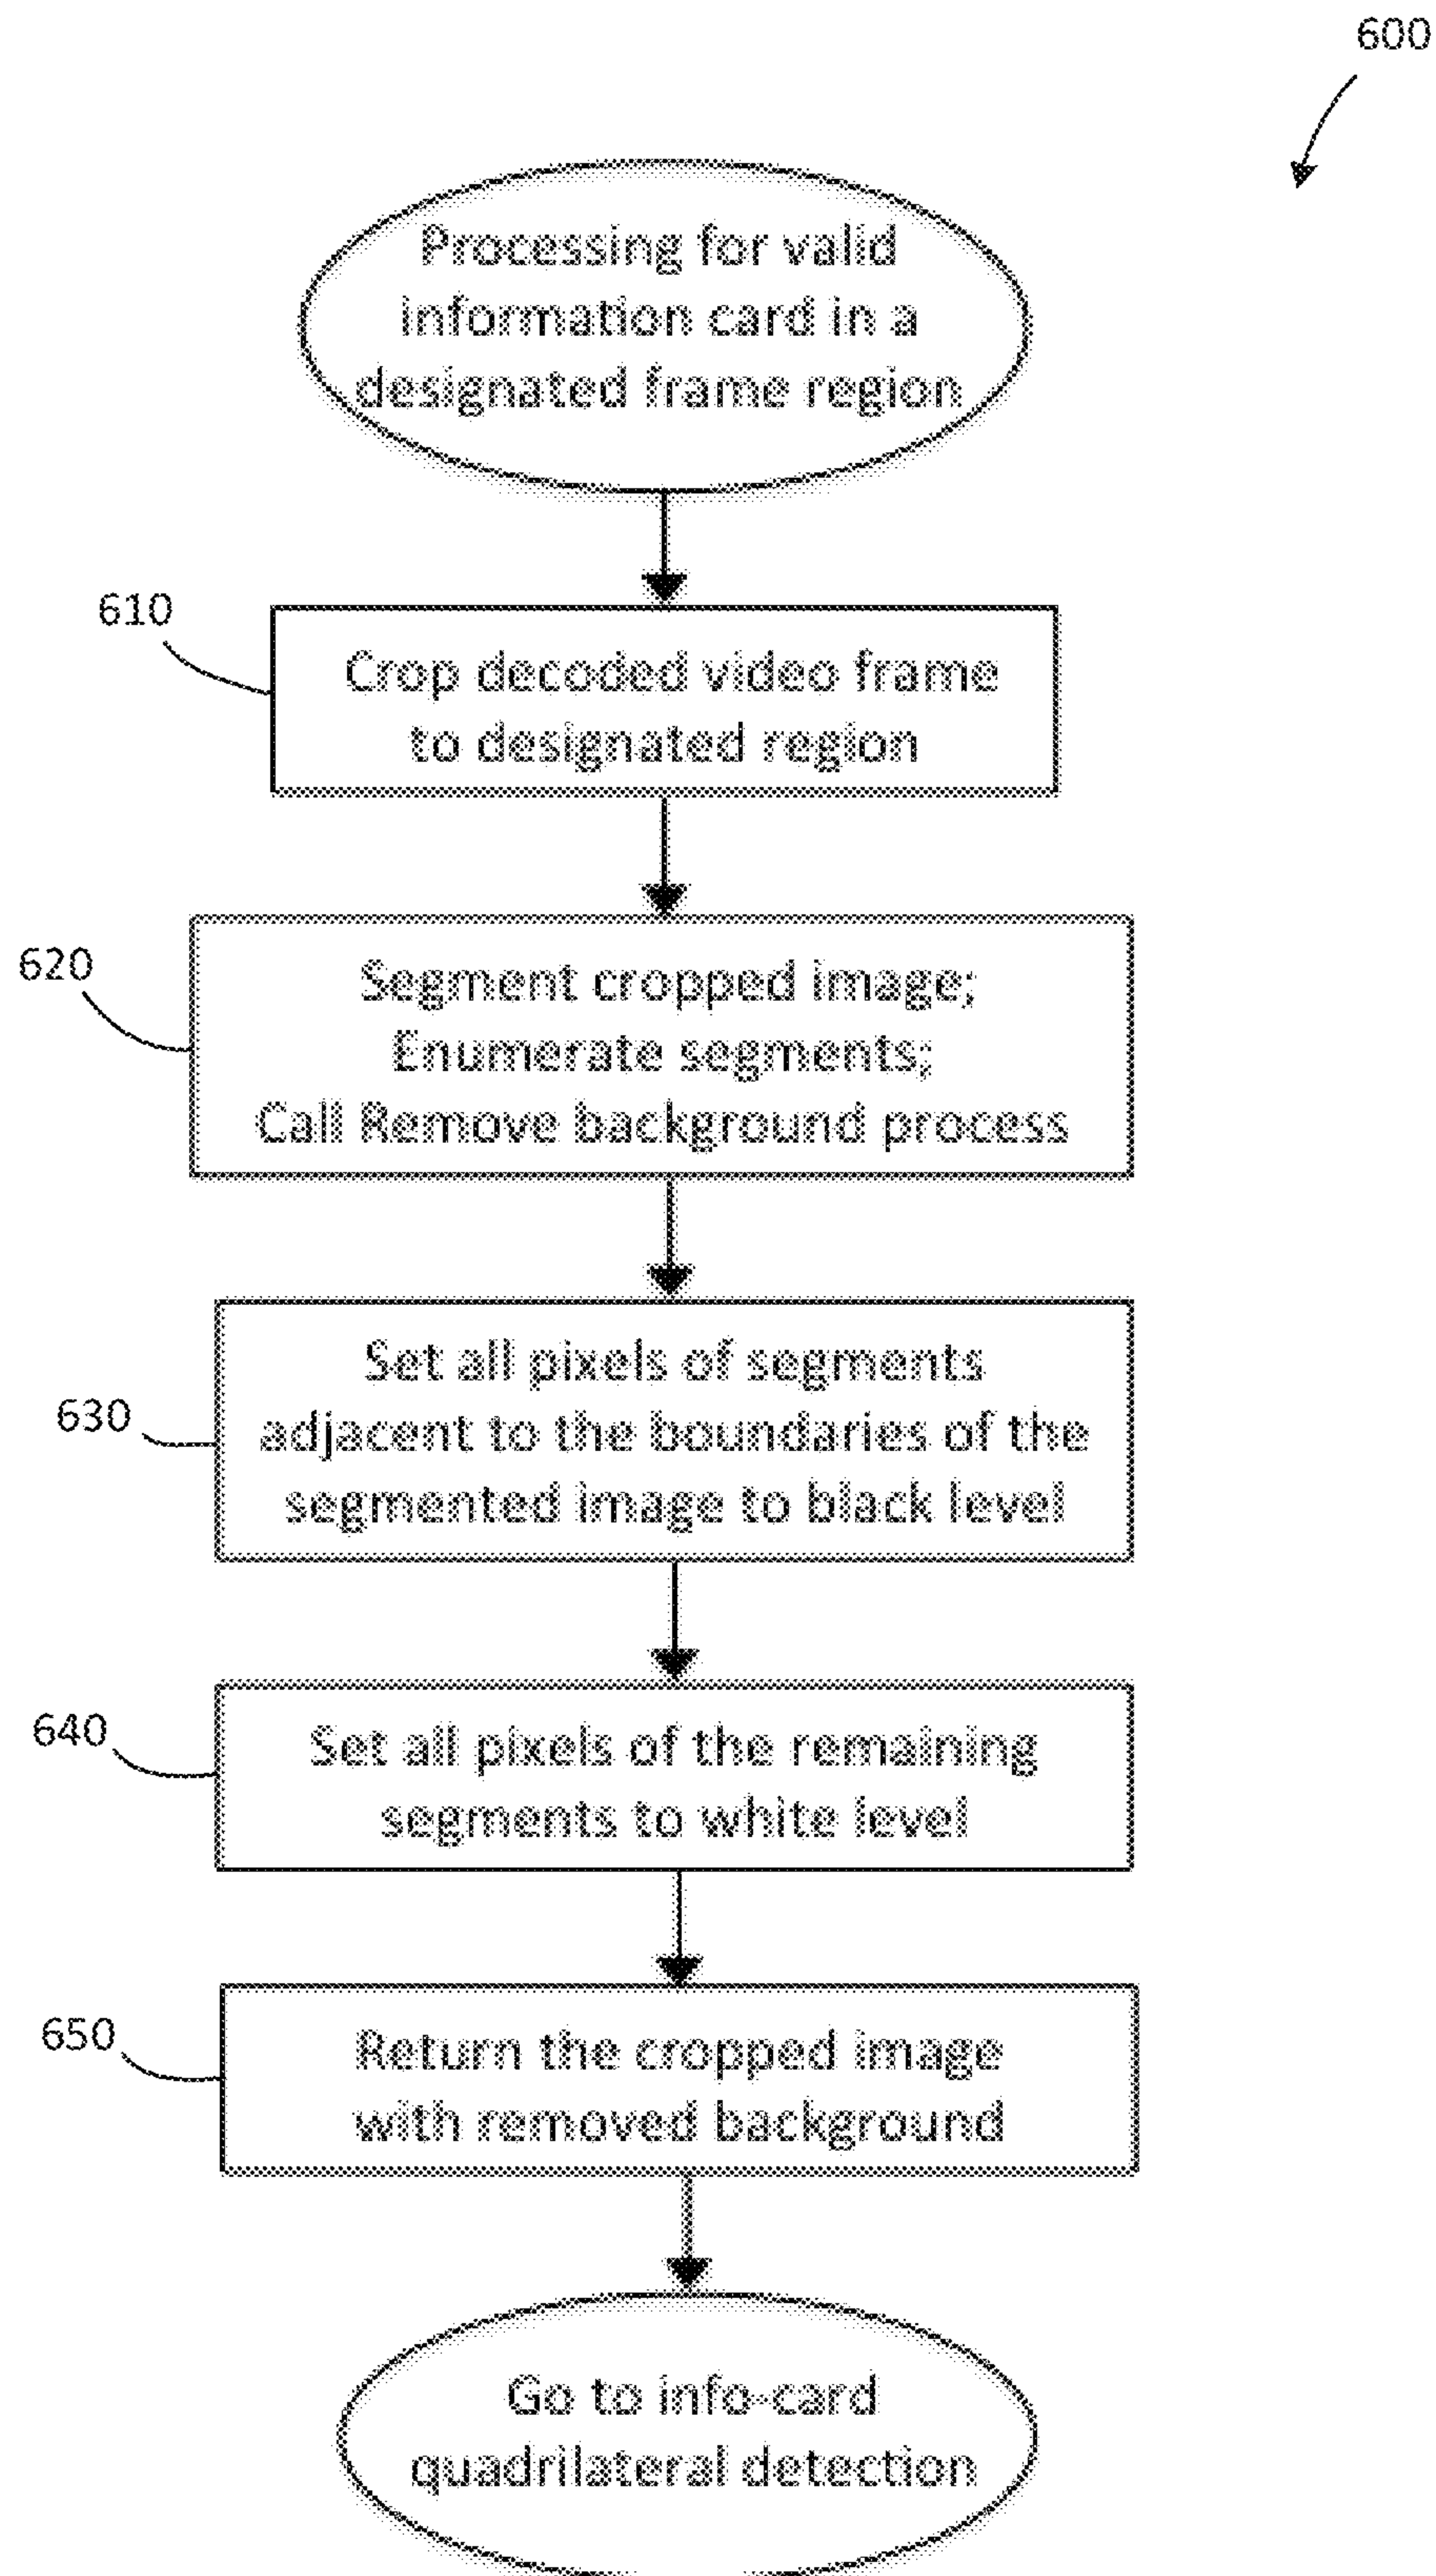 600
Processing for valid
information card in a
designated frame region
610
Crop decoded video frame
to designated region
620
Segment cropped image;
Enumerate segments;
Call Remove background process
630
Set all pixels of segments
adjacent to the boundaries of the
segmented image to black level
640
Set all pixels of the remaining
segments to white level
650
Return the cropped image
with removed background
Go to info-card
quadrilateral detection